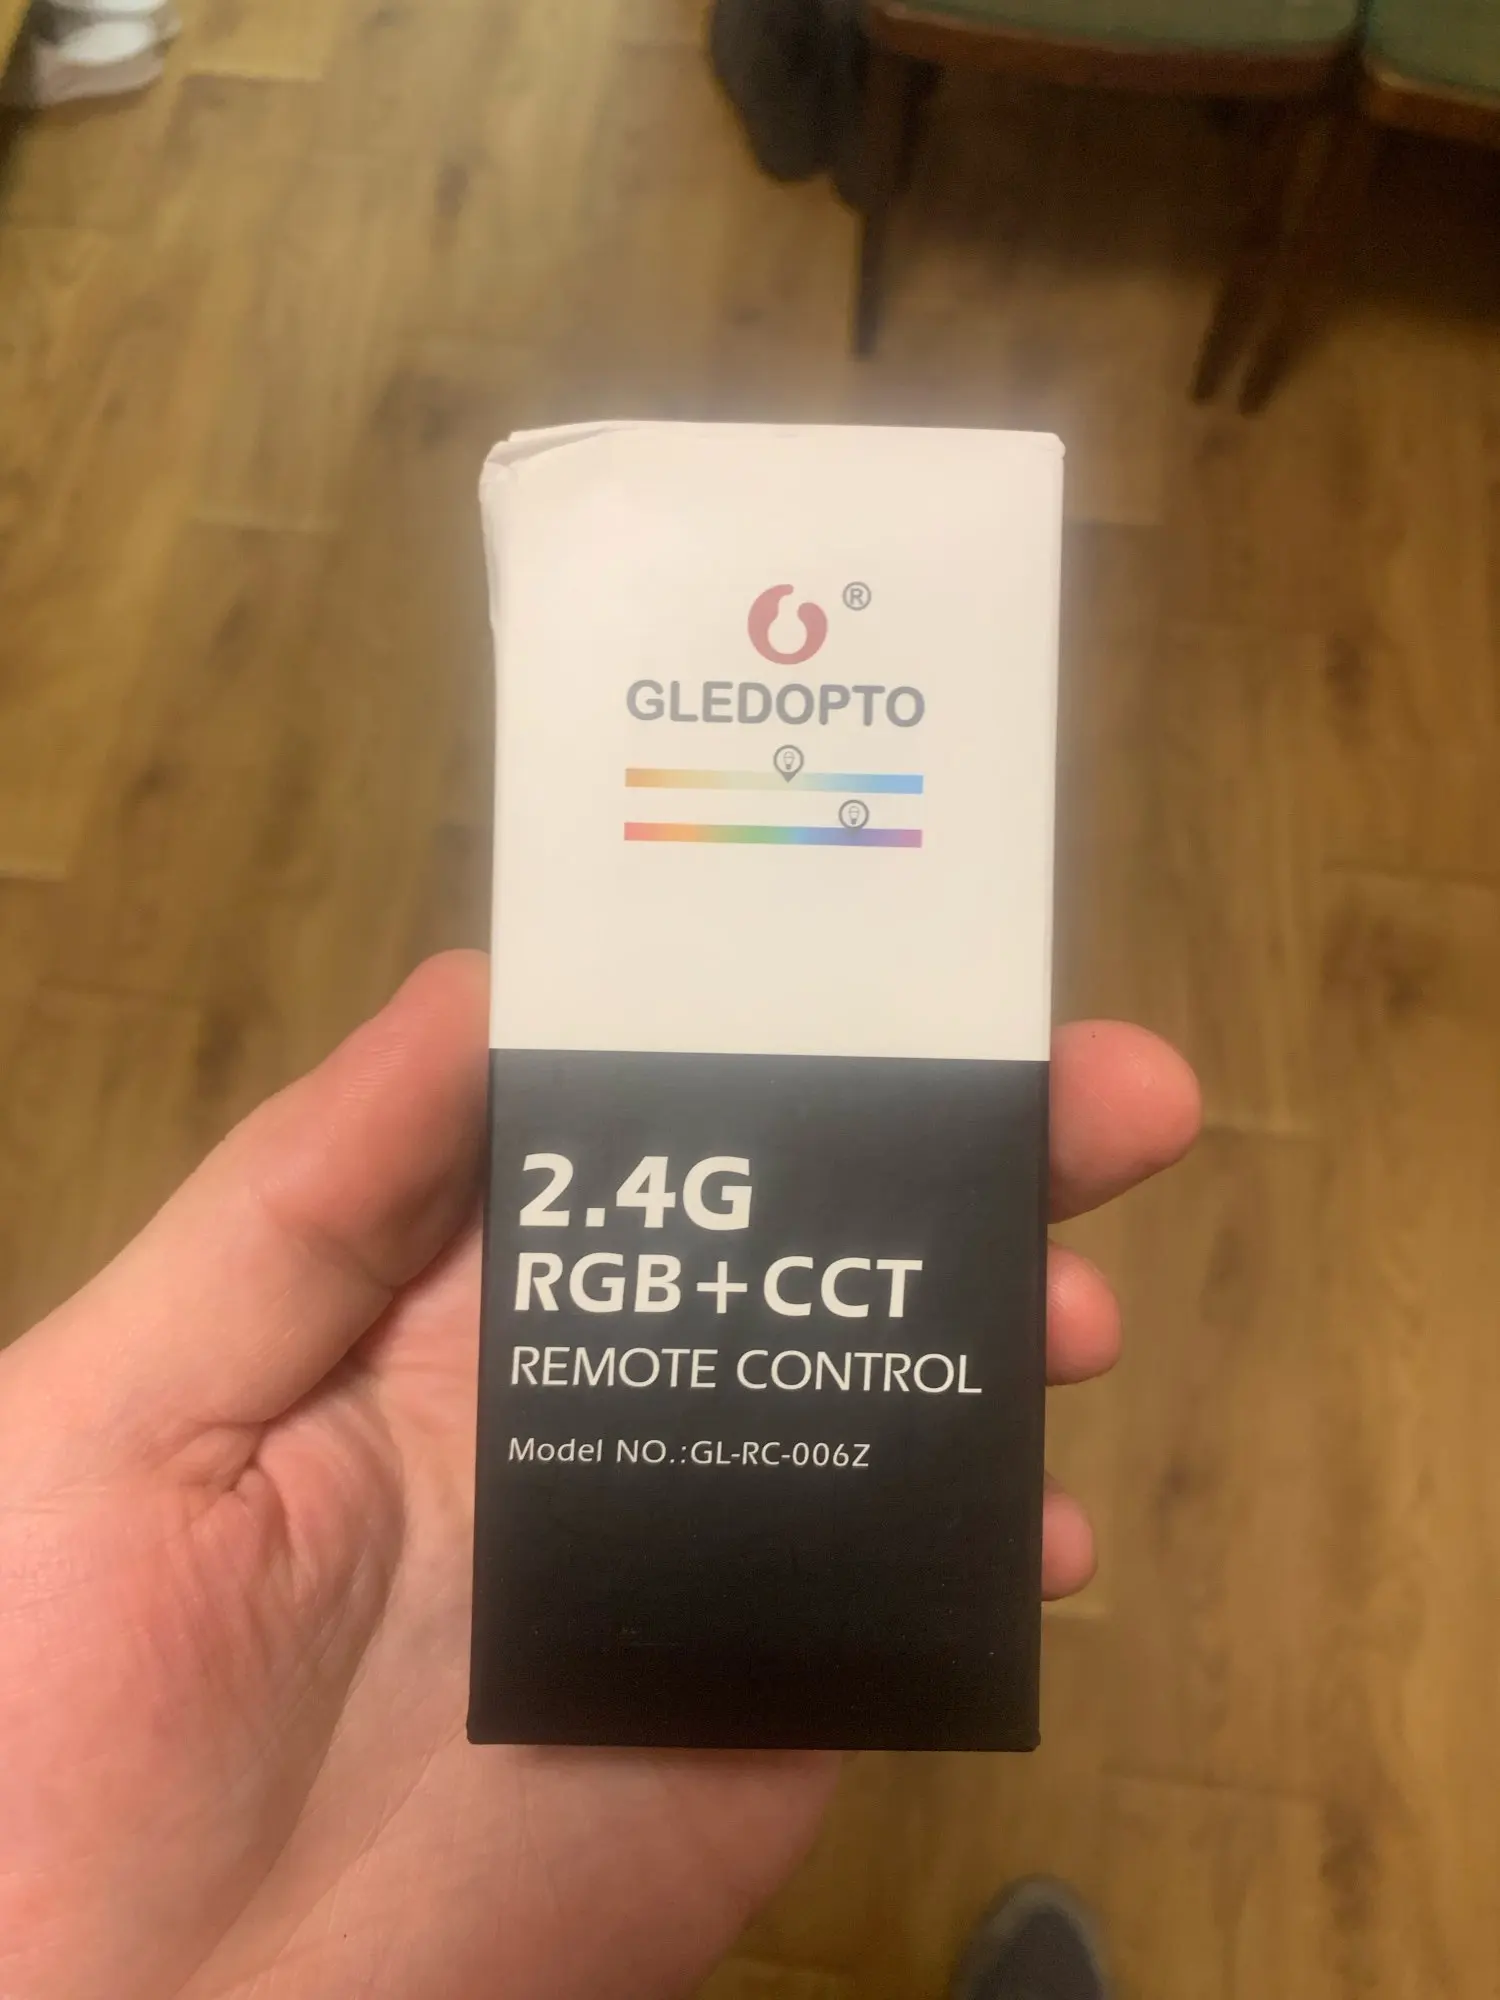 ®
GLEDOPTO
2.4G
RGB+CCT
REMOTE CONTROL
Model NO.:GL-RC-006Z